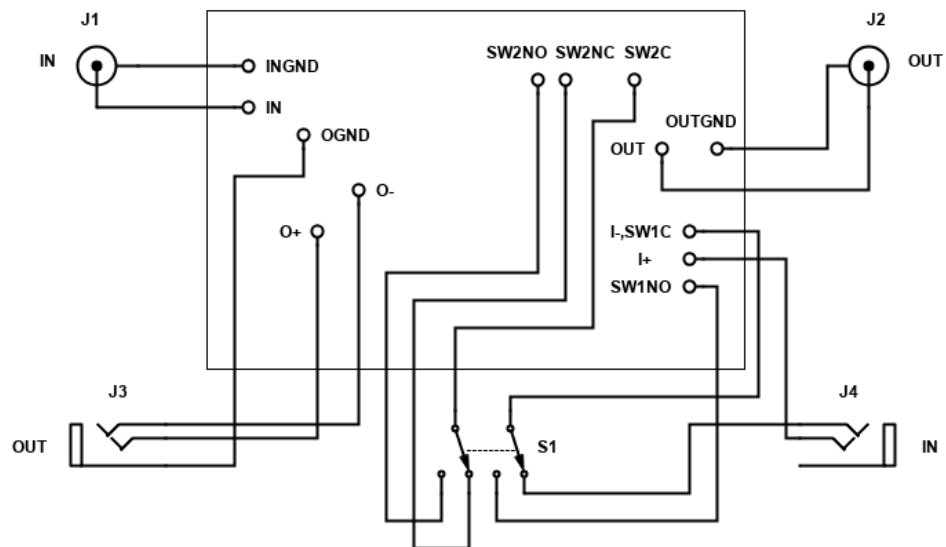 J1
J2
IN
INGND
SW2NO SW2NC SW2C
OUT
IN
OGND
OUTGND
OUT
O-
O+
I-,SW1C
I+
SW1NO
J3
J4
OUT
S1
IN